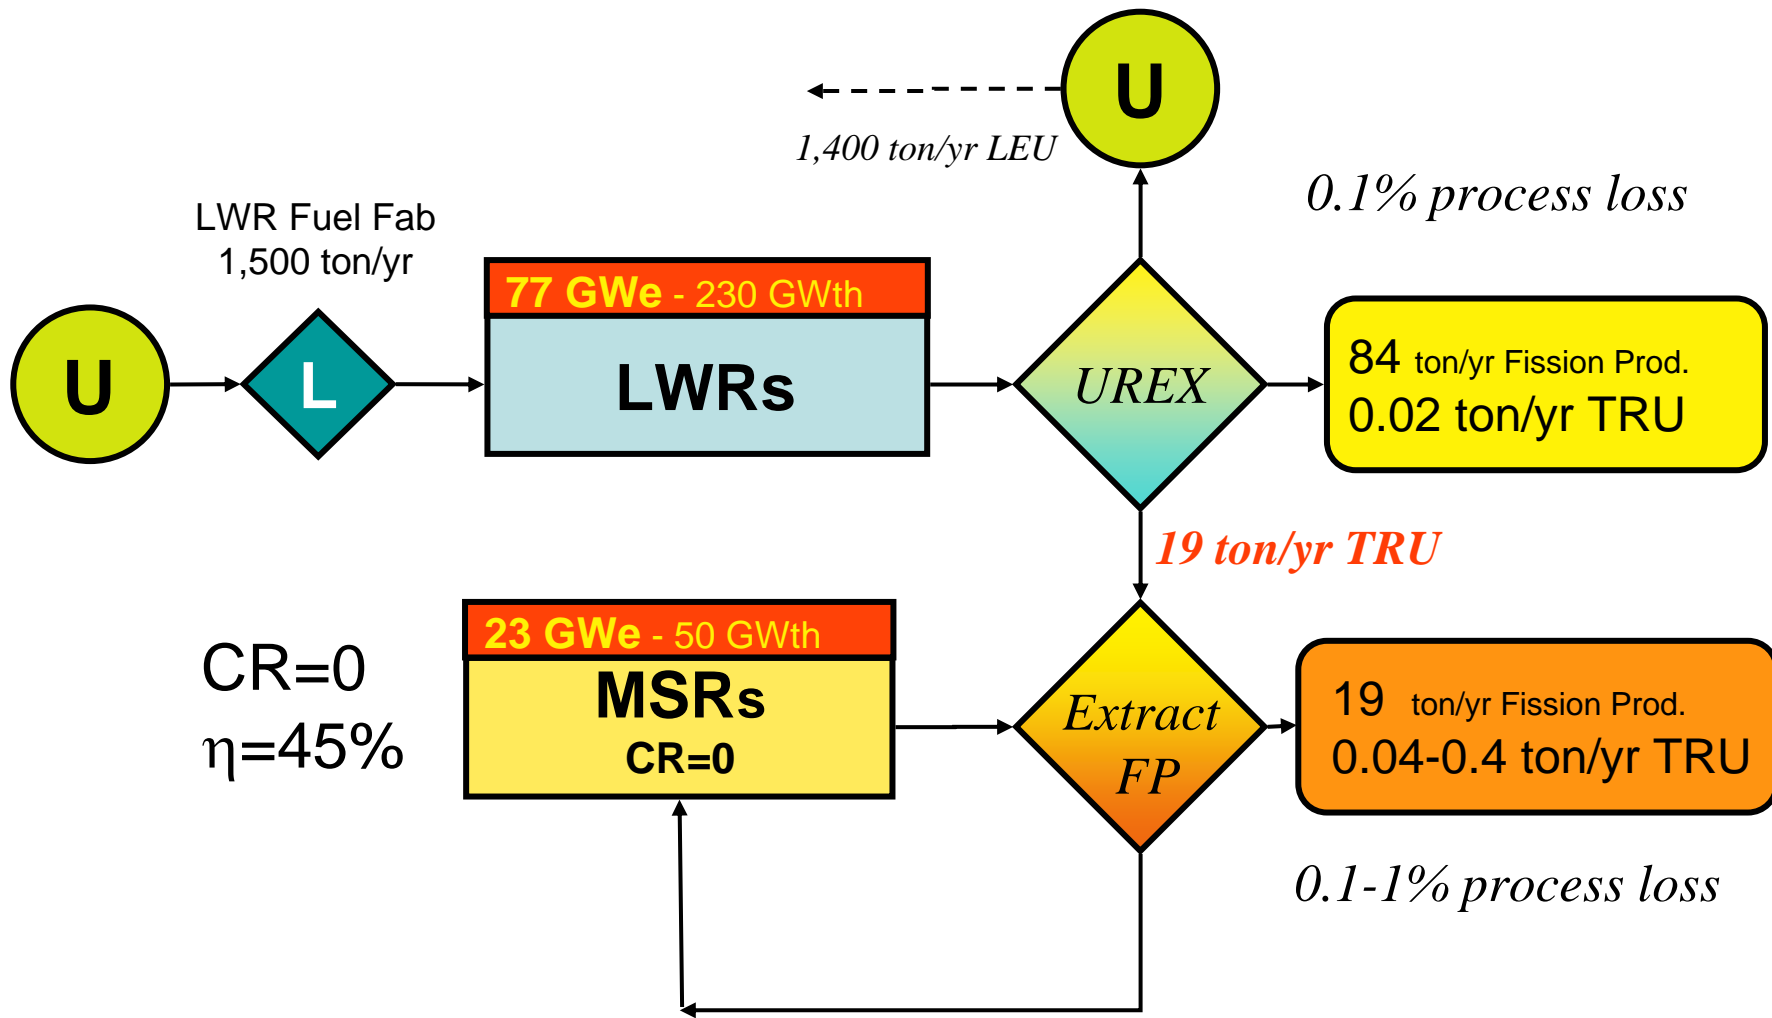 U
1,400 ton/yr LEU
0.1% process loss
LWR Fuel Fab
1,500 ton/yr
U
L
77 GWe - 230 GWth
LWRs
UREX
84 ton/yr Fission Prod.
0.02 ton/yr TRU
19 ton/yr TRU
CR=0
η=45%
23 GWe - 50 GWth
MSRs
CR=0
Extract
FP
19 ton/yr Fission Prod.
0.04-0.4 ton/yr TRU
0.1-1% process loss